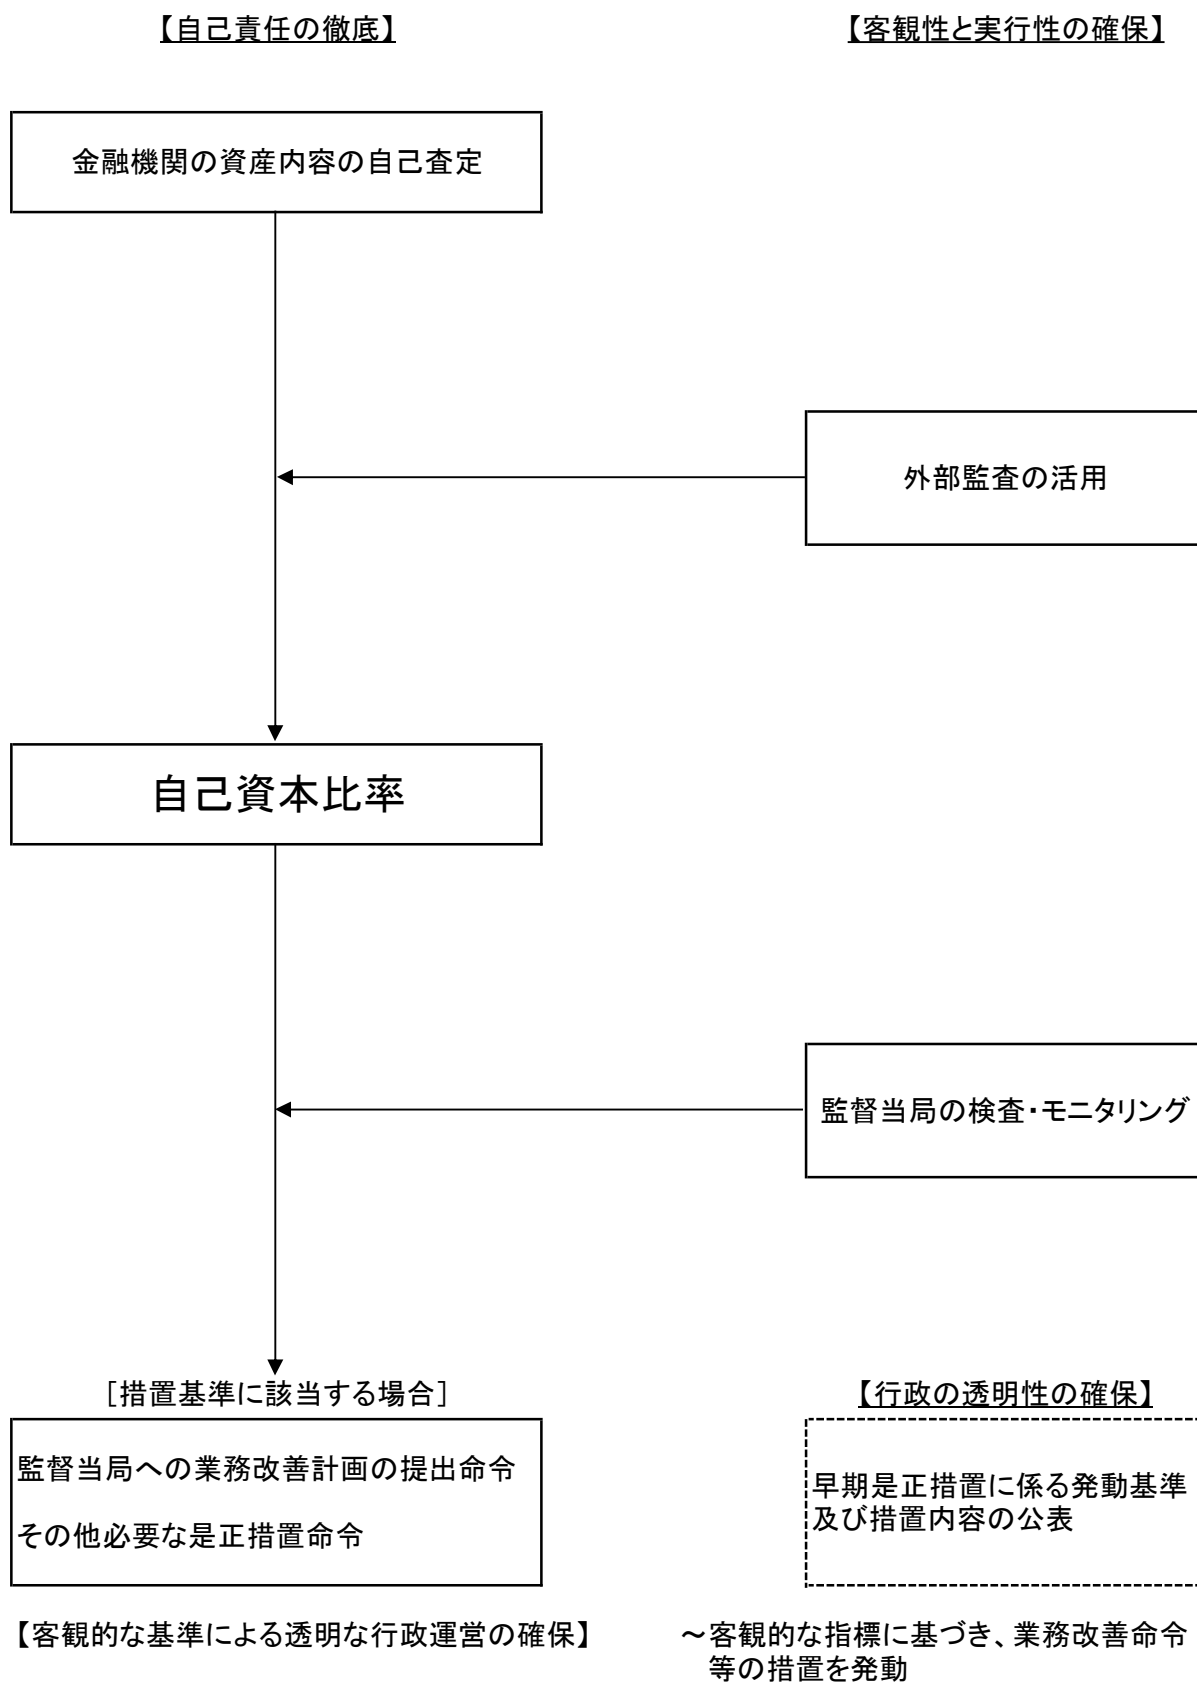 【自己責任の徹底】
【客観性と実行性の確保】
金融機関の資産内容の自己査定
外部監査の活用
自己資本比率
監督当局の検査・モニタリング
［措置基準に該当する場合］
【行政の透明性の確保】
監督当局への業務改善計画の提出命令
その他必要な是正措置命令
早期是正措置に係る発動基準
及び措置内容の公表
【客観的な基準による透明な行政運営の確保】
～客観的な指標に基づき、業務改善命令
等の措置を発動